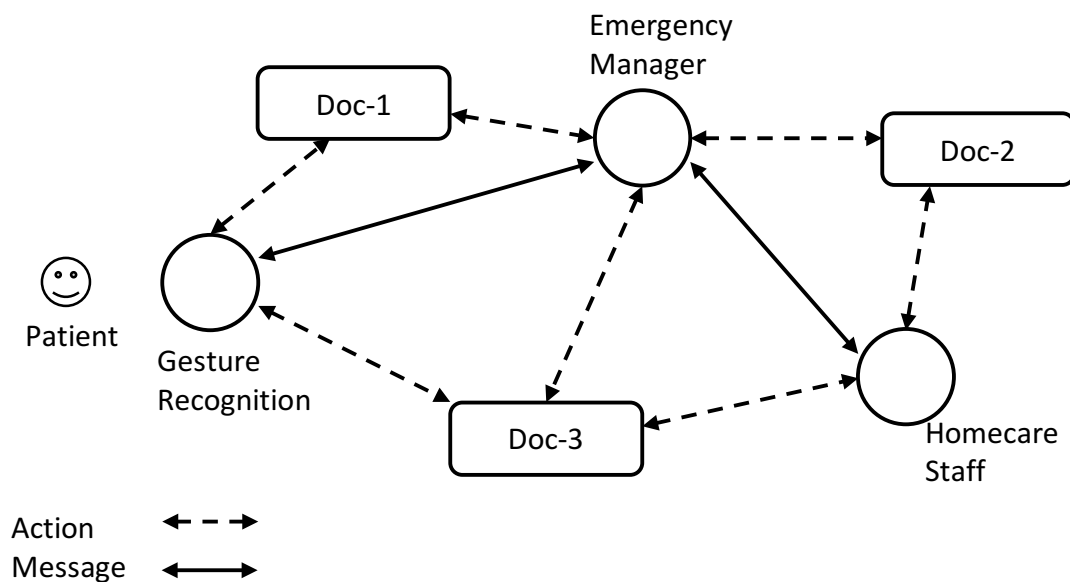 Emergency
Manager
Doc-1
Doc-2
Patient
Gesture
Recognition
Doc-3
Homecare
Staff
Action
Message